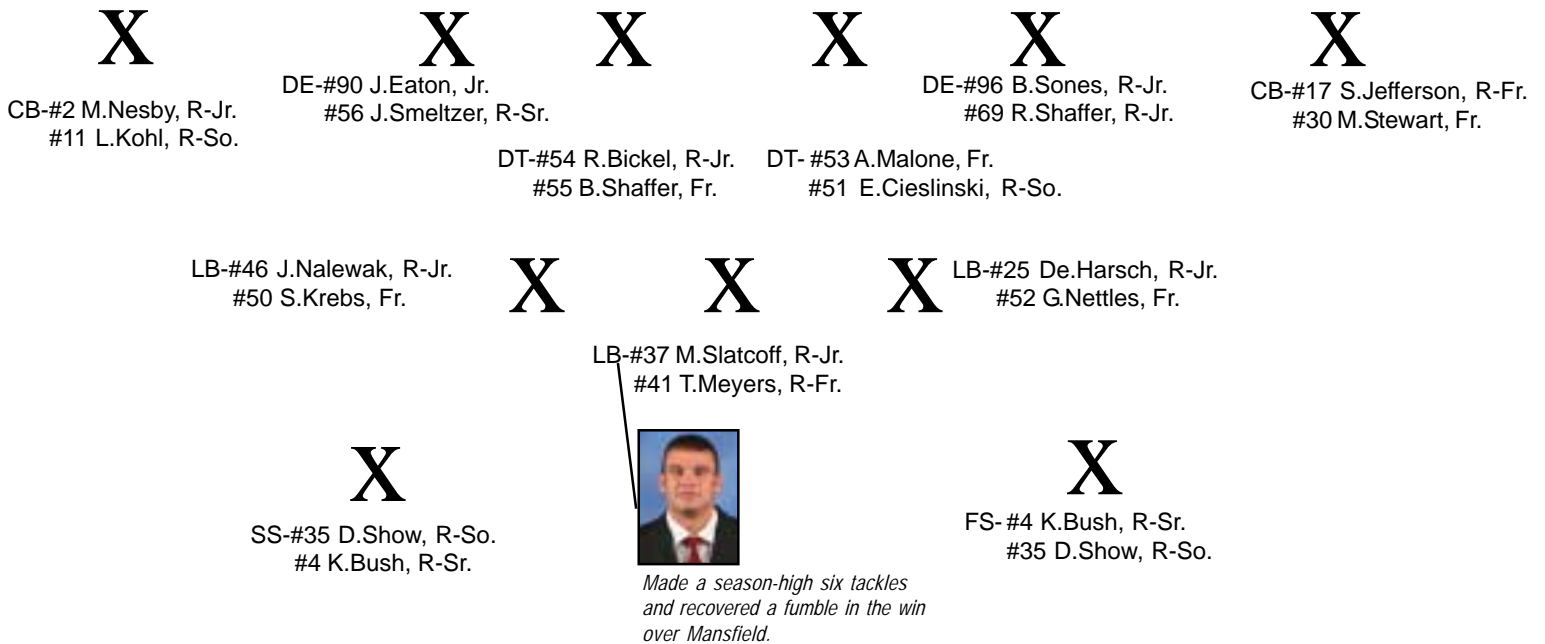 X X X X X X
CB-#2 M.Nesby, R-Jr.
#11 L.Kohl, R-So.
DE-#90 J.Eaton, Jr.
#56 J.Smeltzer, R-Sr.
DT-#54 R.Bickel, R-Jr.
#55 B.Shaffer, Fr.
DT- #53 A.Malone, Fr.
#51 E.Cieslinski, R-So.
DE-#96 B.Sones, R-Jr.
#69 R.Shaffer, R-Jr.
CB-#17 S.Jefferson, R-Fr.
#30 M.Stewart, Fr.
LB-#46 J.Nalewak, R-Jr.
#50 S.Krebs, Fr.
X X X
LB-#25 De.Harsch, R-Jr.
#52 G.Nettles, Fr.
LB-#37 M.Slatcoff, R-Jr.
#41 T.Meyers, R-Fr.
X
SS-#35 D.Show, R-So.
#4 K.Bush, R-Sr.
X
FS- #4 K.Bush, R-Sr.
#35 D.Show, R-So.
Made a season-high six tackles
and recovered a fumble in the win
over Mansfield.